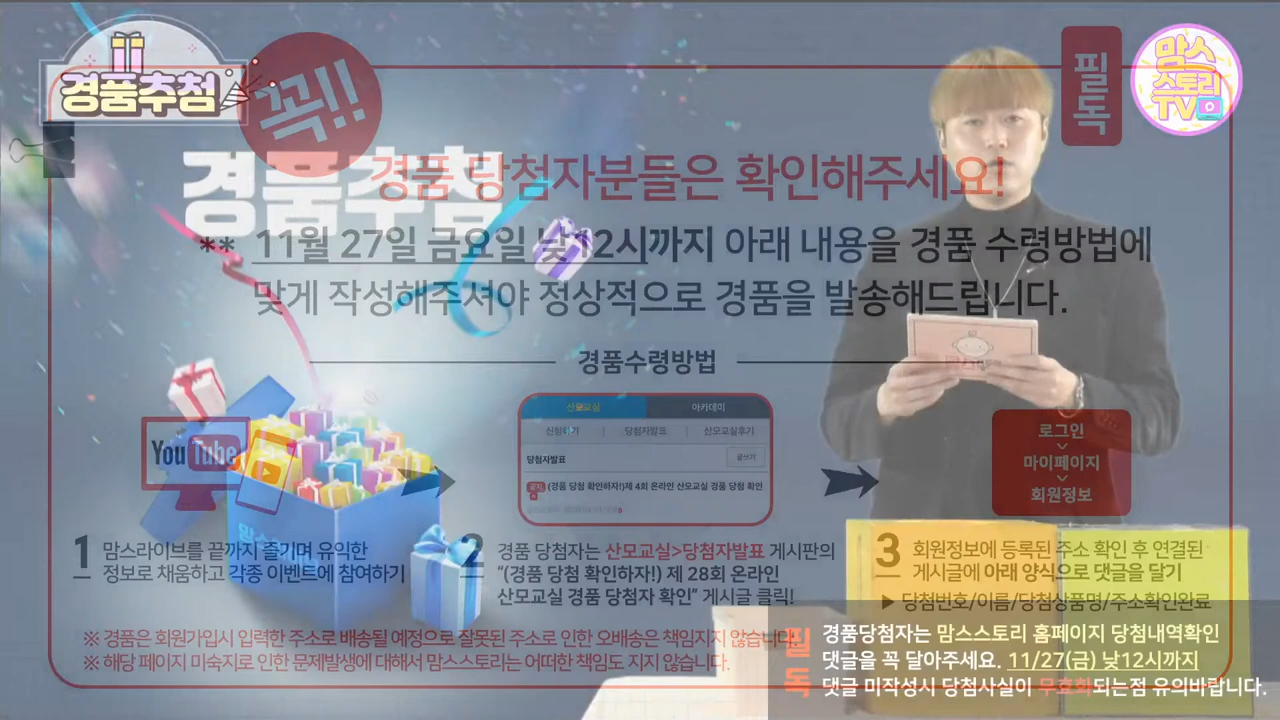 경품추첨
꼭!!
필독
맘스
스토리
TV
경품추첨
경품 당첨자분들은 확인해주세요!
** 11월 27일 금요일 낮12시까지 아래 내용을 경품 수령방법에
맞게 작성해주셔야 정상적으로 경품을 발송해드립니다.
경품수령방법
YouTube
산모교실
아카데미
신청하기 | 당첨자발표 | 산모교실후기
당첨자발표
글쓰기
공지 (경품 당첨 확인하자!)제 4회 온라인 산모교실 경품 당첨 확인
로그인
마이페이지
회원정보
1 맘스라이브를 끝까지 즐기며 유익한
정보로 채움하고 각종 이벤트에 참여하기
2 경품 당첨자는 산모교실>당첨자발표 게시판의
“(경품 당첨 확인하자!) 제 28회 온라인
산모교실 경품 당첨자 확인” 게시글 클릭!
3 회원정보에 등록된 주소 확인 후 연결된
게시글에 아래 양식으로 댓글을 달기
▶ 당첨번호/이름/당첨상품명/주소확인완료
※ 경품은 회원가입시 입력한 주소로 배송될 예정으로 잘못된 주소로 인한 오배송은 책임지지 않습니다.
※ 해당 페이지 미숙지로 인한 문제발생에 대해서 맘스스토리는 어떠한 책임도 지지 않습니다.
필독
경품당첨자는 맘스스토리 홈페이지 당첨내역확인
댓글을 꼭 달아주세요. 11/27(금) 낮12시까지
댓글 미작성시 당첨사실이 무효화되는점 유의바랍니다.